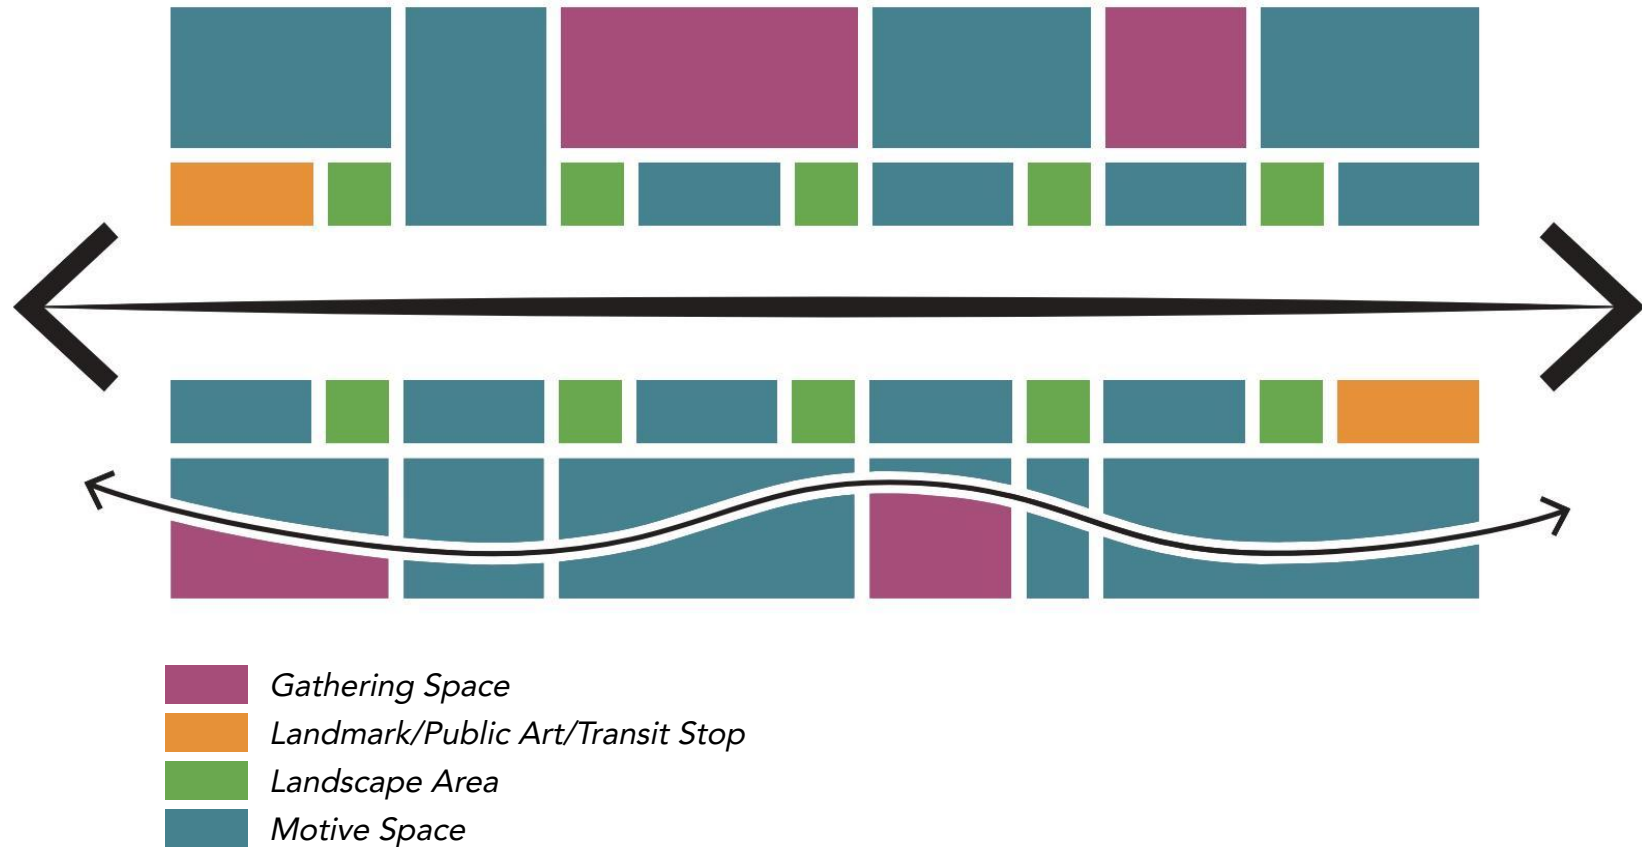 Gathering Space
Landmark/Public Art/Transit Stop
Landscape Area
Motive Space